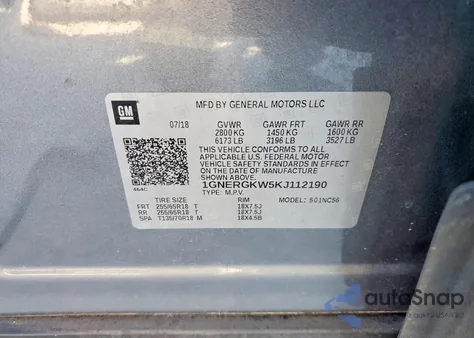 GM
MFD BY GENERAL MOTORS LLC
07/18 GVWR GAWR FRT GAWR RR
2800 KG 1450 KG 1600 KG
6173 LB 3196 LB 3527 LB
THIS VEHICLE CONFORMS TO ALL
APPLICABLE U.S. FEDERAL MOTOR
VEHICLE SAFETY STANDARDS IN EFFECT
ON THE DATE OF MANUFACTURE
SHOWN ABOVE.
1GNERGKW5KJ112190
464C TYPE: M.P.V. MODEL: 501NC56
TIRE SIZE RIM
FRT 255/65R18 T 18X7.5J
RR 255/65R18 T 18X7.5J
SPA T135/70R18 M 18X4.5B
autoSnap